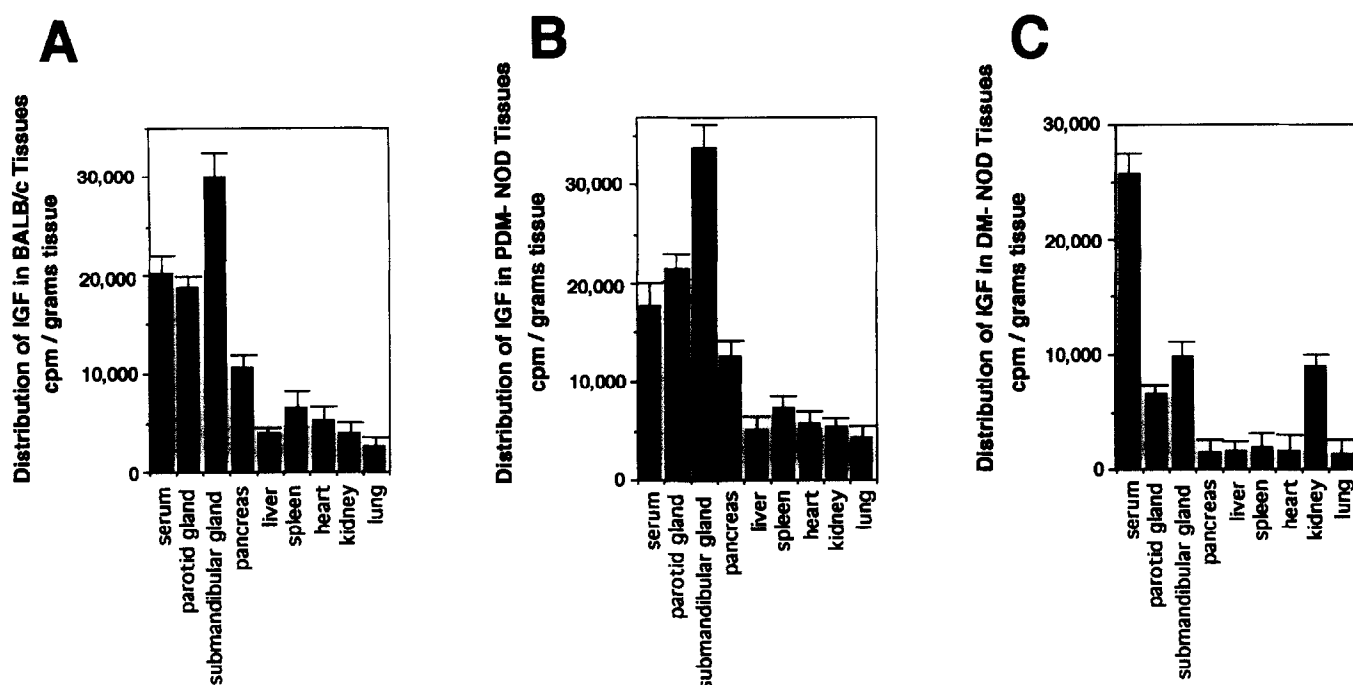 A
Distribution of IGF in BALB/c Tissues
cpm / grams tissue
30,000
20,000
10,000
0
serum
parotid gland
submandibular gland
pancreas
liver
spleen
heart
kidney
lung
B
Distribution of IGF in PDM- NOD Tissues
cpm / grams tissue
30,000
20,000
10,000
0
serum
parotid gland
submandibular gland
pancreas
liver
spleen
heart
kidney
lung
C
Distribution of IGF in DM- NOD Tissues
cpm / grams tissue
30,000
20,000
10,000
0
serum
parotid gland
submandibular gland
pancreas
liver
spleen
heart
kidney
lung